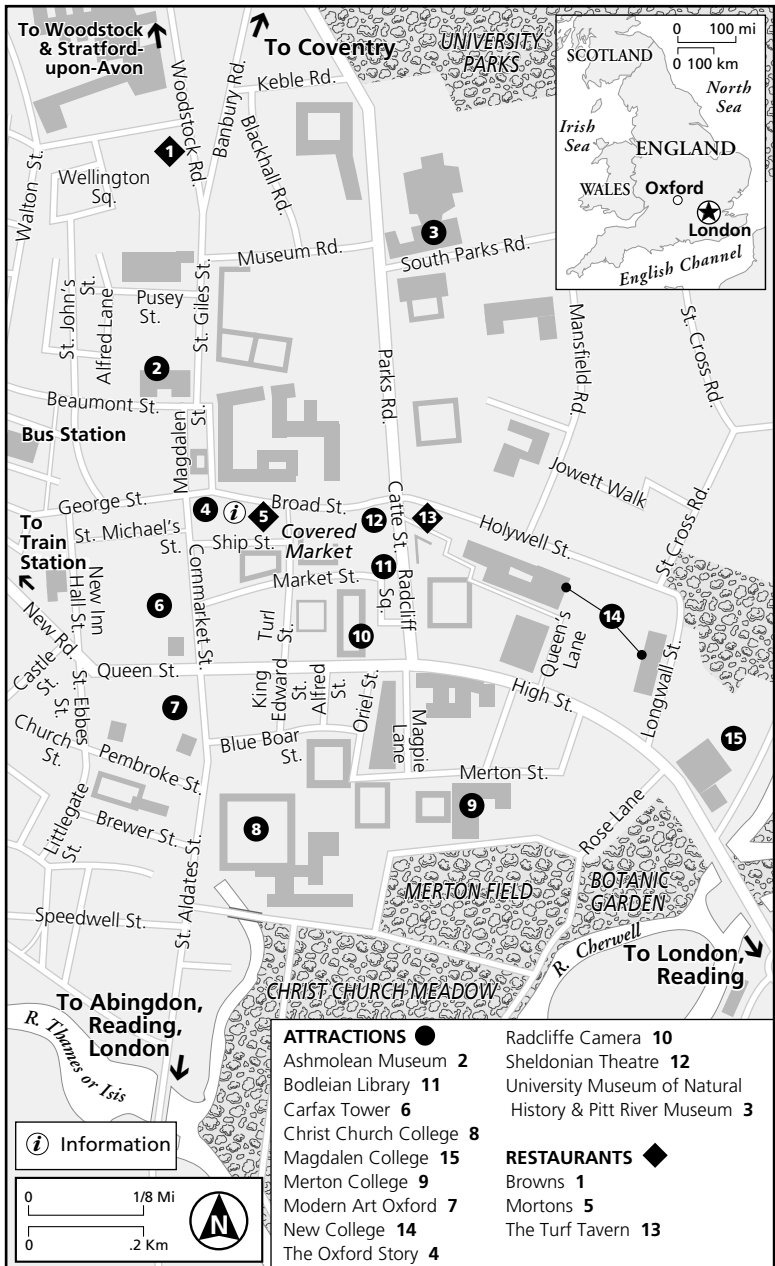 To Woodstock
& Stratford-
upon-Avon
To Coventry
UNIVERSITY
PARKS
Keble Rd.
Woodstock Rd.
Banbury Rd.
Blackhall Rd.
Walton St.
1
Wellington
Sq.
0 100 mi
0 100 km
SCOTLAND
North
Sea
Irish
Sea
ENGLAND
WALES
Oxford
London
English Channel
3
Museum Rd.
South Parks Rd.
St. John's
St.
Alfred Lane
Pusey
St.
St. Giles St.
2
Parks Rd.
Mansfield Rd.
St. Cross Rd.
Beaumont St.
Magdalen
St.
Bus Station
Jowett Walk
St Cross Rd.
George St.
4
i
5
Broad St.
12
Catte St.
13
Holywell St.
To
Train
Station
St. Michael's
St.
Ship St.
Covered
Market
11
Market St.
Radcliff
Sq.
New Inn
Hall St.
6
Cornmarket St.
Turl
St.
10
Queen's
Lane
14
New Rd.
Castle
St.
Queen St.
High St.
Longwall St.
St. Ebbes
St.
7
King
Edward
St.
Alfred
St.
Oriel St.
Magpie
Lane
15
Church
St.
Pembroke St.
Blue Boar
St.
Merton St.
9
Rose Lane
Littlegate
St.
Brewer St.
8
St. Aldates St.
MERTON FIELD
BOTANIC
GARDEN
Speedwell St.
R. Cherwell
To London,
Reading
CHRIST CHURCH MEADOW
To Abingdon,
Reading,
London
R. Thames or Isis
i Information
0 1/8 Mi
0 .2 Km
N
ATTRACTIONS
Ashmolean Museum 2
Bodleian Library 11
Carfax Tower 6
Christ Church College 8
Magdalen College 15
Merton College 9
Modern Art Oxford 7
New College 14
The Oxford Story 4
Radcliffe Camera 10
Sheldonian Theatre 12
University Museum of Natural
History & Pitt River Museum 3
RESTAURANTS
Browns 1
Mortons 5
The Turf Tavern 13